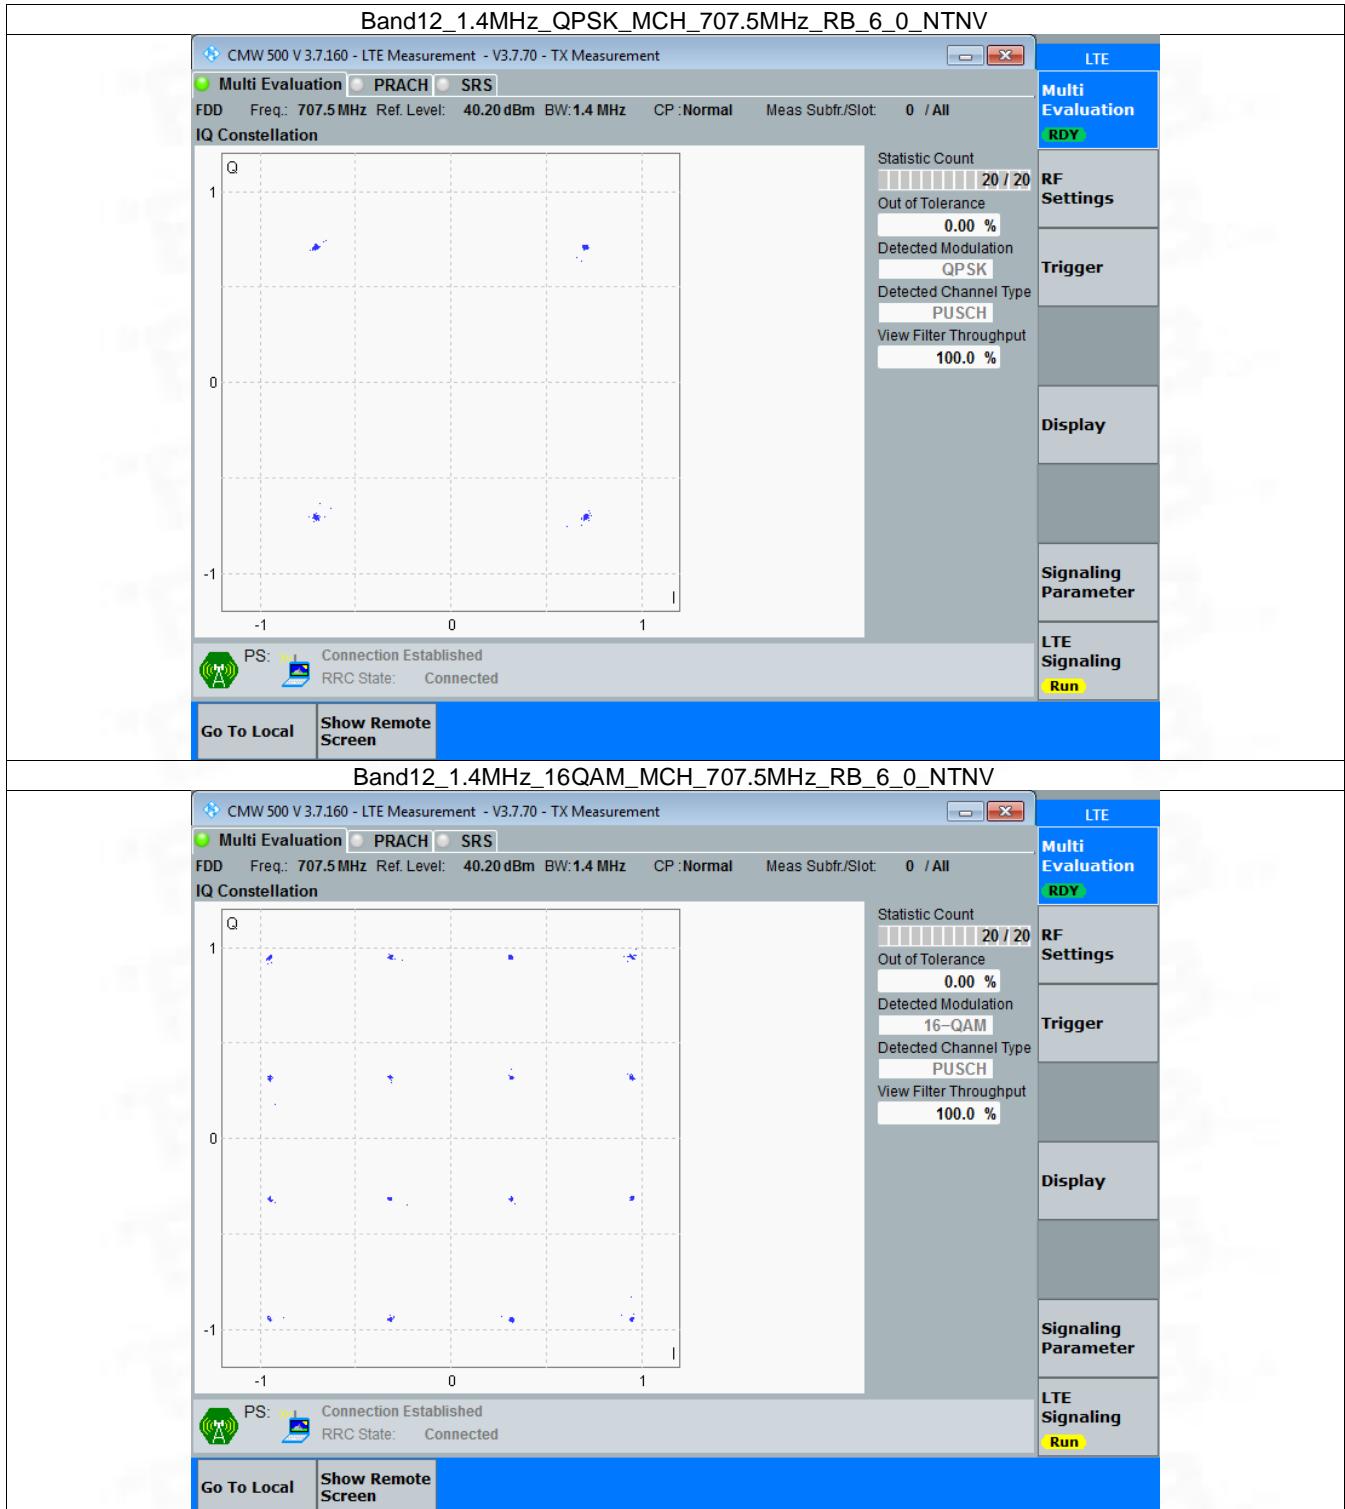 Band12_1.4MHz_QPSK_MCH_707.5MHz_RB_6_0_NTNV
CMW 500 V 3.7.160 - LTE Measurement - V3.7.70 - TX Measurement
LTE
Multi Evaluation PRACH SRS
Multi
Evaluation
RDY
FDD Freq.: 707.5 MHz Ref. Level: 40.20 dBm BW: 1.4 MHz CP : Normal Meas Subfr./Slot: 0 / All
IQ Constellation
Q
1
0
-1
I
-1 0 1
Statistic Count
20 / 20
Out of Tolerance
0.00 %
Detected Modulation
QPSK
Detected Channel Type
PUSCH
View Filter Throughput
100.0 %
RF
Settings
Trigger
Display
Signaling
Parameter
LTE
Signaling
Run
PS: Connection Established
RRC State: Connected
Go To Local
Show Remote
Screen
Band12_1.4MHz_16QAM_MCH_707.5MHz_RB_6_0_NTNV
CMW 500 V 3.7.160 - LTE Measurement - V3.7.70 - TX Measurement
LTE
Multi Evaluation PRACH SRS
Multi
Evaluation
RDY
FDD Freq.: 707.5 MHz Ref. Level: 40.20 dBm BW: 1.4 MHz CP : Normal Meas Subfr./Slot: 0 / All
IQ Constellation
Q
1
0
-1
I
-1 0 1
Statistic Count
20 / 20
Out of Tolerance
0.00 %
Detected Modulation
16-QAM
Detected Channel Type
PUSCH
View Filter Throughput
100.0 %
RF
Settings
Trigger
Display
Signaling
Parameter
LTE
Signaling
Run
PS: Connection Established
RRC State: Connected
Go To Local
Show Remote
Screen